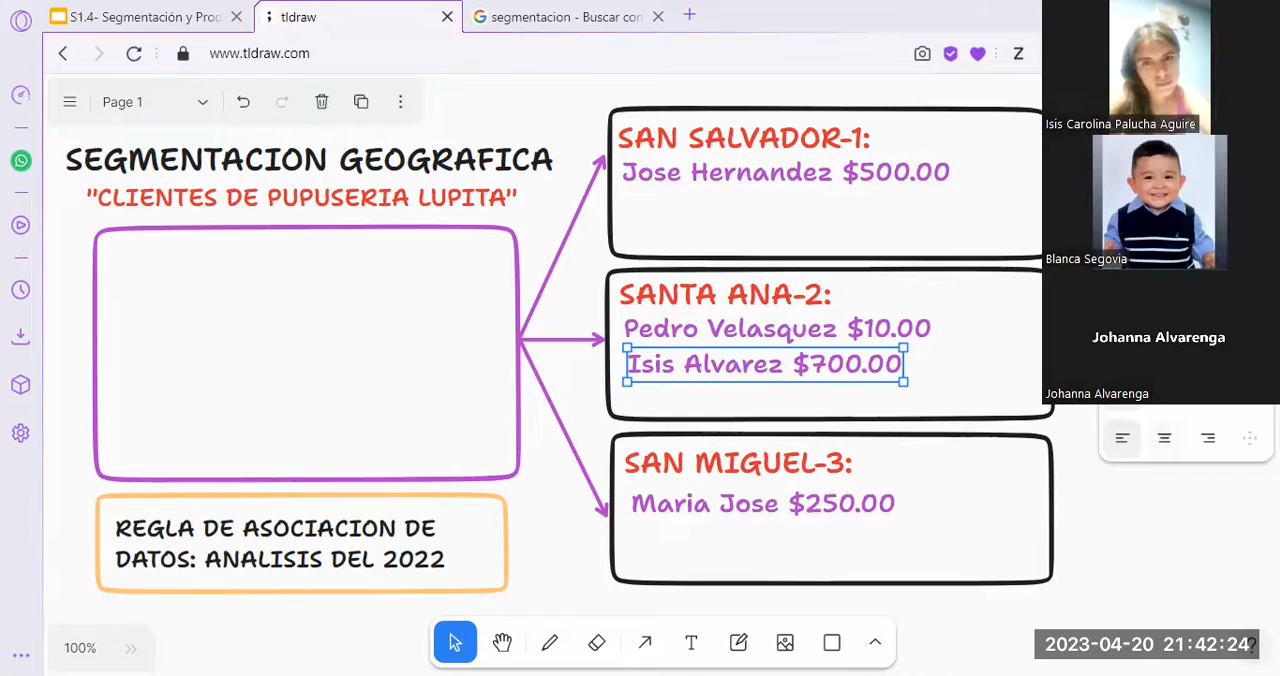 S1.4- Segmentación y Prod
tldraw
segmentacion - Buscar con
www.tldraw.com
Z
Page 1
SEGMENTACION GEOGRAFICA
"CLIENTES DE PUPUSERIA LUPITA"
REGLA DE ASOCIACION DE
DATOS: ANALISIS DEL 2022
SAN SALVADOR-1:
Jose Hernandez $500.00
SANTA ANA-2:
Pedro Velasquez $10.00
Isis Alvarez $700.00
SAN MIGUEL-3:
Maria Jose $250.00
Isis Carolina Palucha Aguire
Blanca Segovia
Johanna Alvarenga
Johanna Alvarenga
100%
T
2023-04-20 21:42:24
?